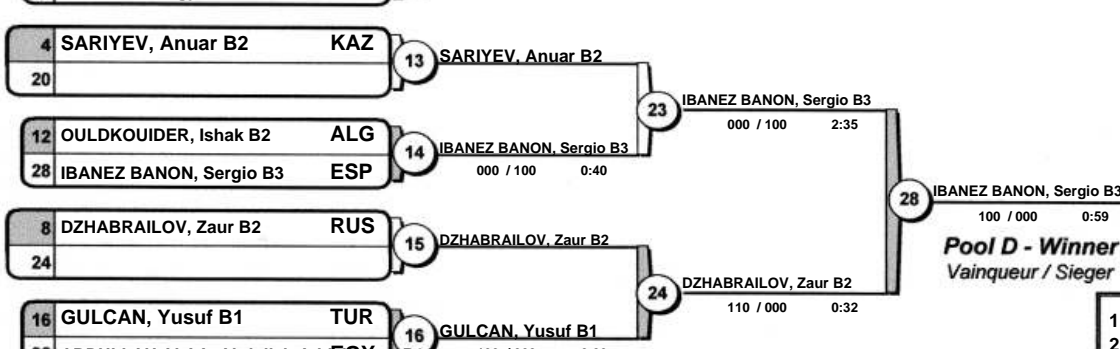 4 SARIYEV, Anuar B2 KAZ
20
13
SARIYEV, Anuar B2
12 OULDKOUIDER, Ishak B2 ALG
28 IBANEZ BANON, Sergio B3 ESP
14
IBANEZ BANON, Sergio B3
000 / 100 0:40
23
IBANEZ BANON, Sergio B3
000 / 100 2:35
8 DZHABRAILOV, Zaur B2 RUS
24
15
DZHABRAILOV, Zaur B2
16 GULCAN, Yusuf B1 TUR
16
GULCAN, Yusuf B1
24
DZHABRAILOV, Zaur B2
110 / 000 0:32
28
IBANEZ BANON, Sergio B3
100 / 000 0:59
Pool D - Winner
Vainqueur / Sieger
1
2